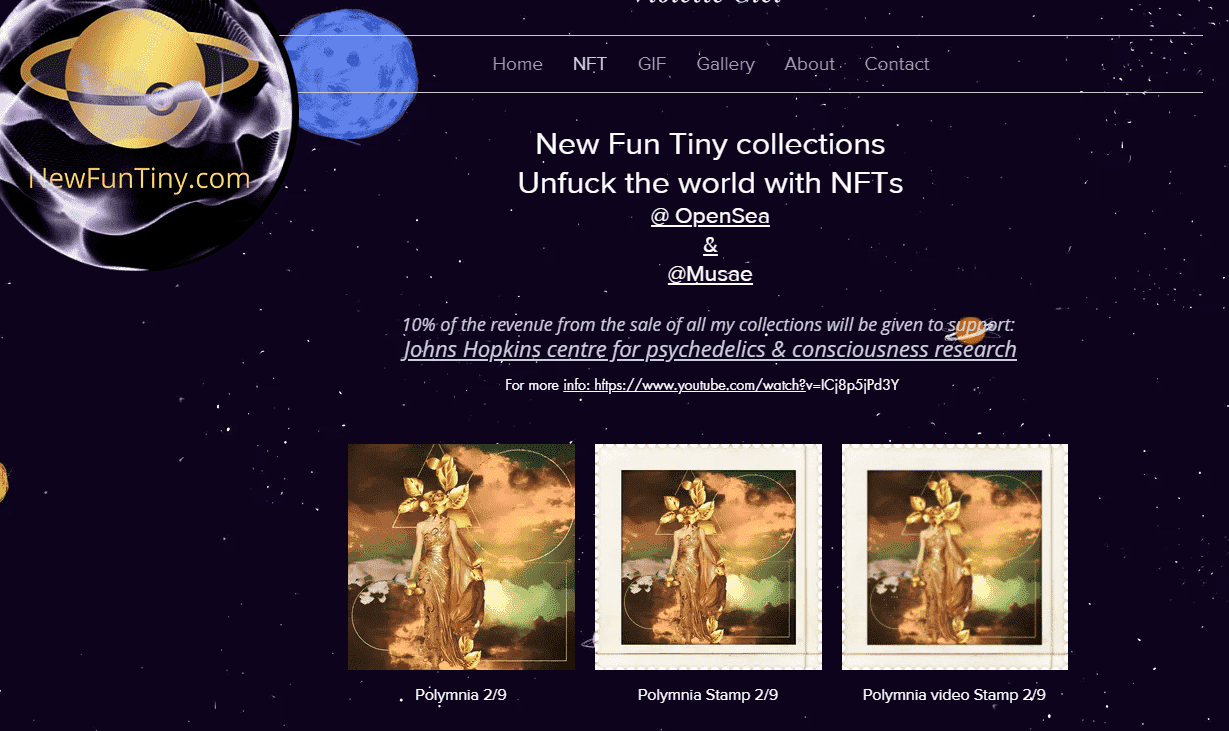 Home NFT GIF Gallery About Contact
NewFunTiny.com
New Fun Tiny collections
Unfuck the world with NFTs
@ OpenSea
&
@Musae
10% of the revenue from the sale of all my collections will be given to support:
Johns Hopkins centre for psychedelics & consciousness research
For more info: https://www.youtube.com/watch?v=ICj8p5jPd3Y
Polymnia 2/9
Polymnia Stamp 2/9
Polymnia video Stamp 2/9